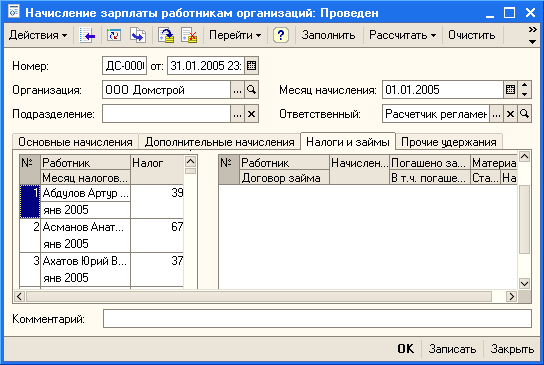 Начисление зарплаты работникам организаций: Проведен
Действия Перейти ? Заполнить Рассчитать Очистить
Номер: ДС-000 от: 31.01.2005 23:
Организация: ООО Домстрой ... Месяц начисления: 01.01.2005
Подразделение: ... x Ответственный: Расчетчик регламен ... x
Основные начисления Дополнительные начисления Налоги и займы Прочие удержания
№ Работник Налог № Работник Начислен... Погашено за... Материа
Месяц налогов... Договор займа В т.ч. погаше... Ста... На
1 Абдулов Артур ... 39
янв 2005
2 Асманов Анат... 67
янв 2005
3 Ахатов Юрий В... 37
янв 2005
Комментарий:
OK Записать Закрыть